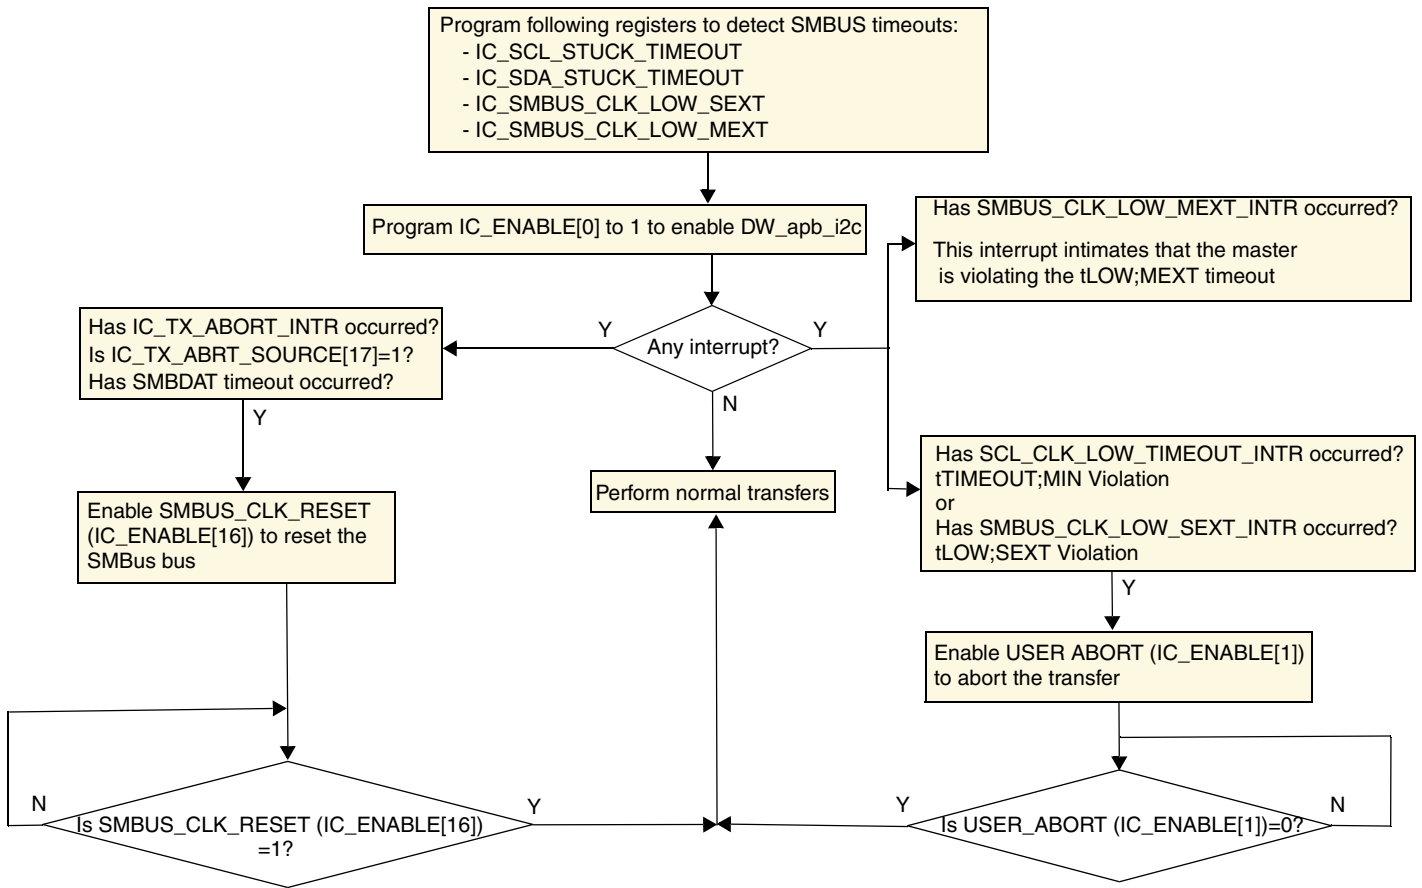 Program following registers to detect SMBUS timeouts:
- IC_SCL_STUCK_TIMEOUT
- IC_SDA_STUCK_TIMEOUT
- IC_SMBUS_CLK_LOW_SEXT
- IC_SMBUS_CLK_LOW_MEXT
Program IC_ENABLE[0] to 1 to enable DW_apb_i2c
Has SMBUS_CLK_LOW_MEXT_INTR occurred?
This interrupt intimates that the master
is violating the tLOW;MEXT timeout
Has IC_TX_ABORT_INTR occurred?
Is IC_TX_ABRT_SOURCE[17]=1?
Has SMBDAT timeout occurred?
Y
Any interrupt?
Y
Y
N
Has SCL_CLK_LOW_TIMEOUT_INTR occurred?
tTIMEOUT;MIN Violation
or
Has SMBUS_CLK_LOW_SEXT_INTR occurred?
tLOW;SEXT Violation
Perform normal transfers
Enable SMBUS_CLK_RESET
(IC_ENABLE[16]) to reset the
SMBus bus
Y
Enable USER ABORT (IC_ENABLE[1])
to abort the transfer
N
Is SMBUS_CLK_RESET (IC_ENABLE[16])
=1?
Y
Y
Is USER_ABORT (IC_ENABLE[1])=0?
N